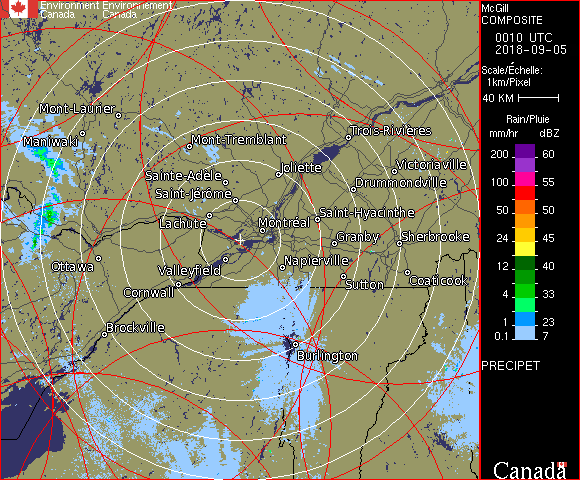 Environment Environnement
Canada Canada
McGill
COMPOSITE
0010 UTC
2018-09-05
Scale/Échelle:
1km/Pixel
40 KM
Rain/Pluie
mm/hr dBZ
200 60
100 55
50 50
24 45
12 40
4 33
1 23
0.1 7
PRECIPET
Mont-Laurier
Maniwaki
Mont-Tremblant
Trois-Rivières
Sainte-Adèle
Joliette
Victoriaville
Saint-Jérôme
Drummondville
Lachute
Montréal
Saint-Hyacinthe
Granby
Sherbrooke
Ottawa
Valleyfield
Napierville
Cornwall
Sutton
Coaticook
Brockville
Burlington
Canada